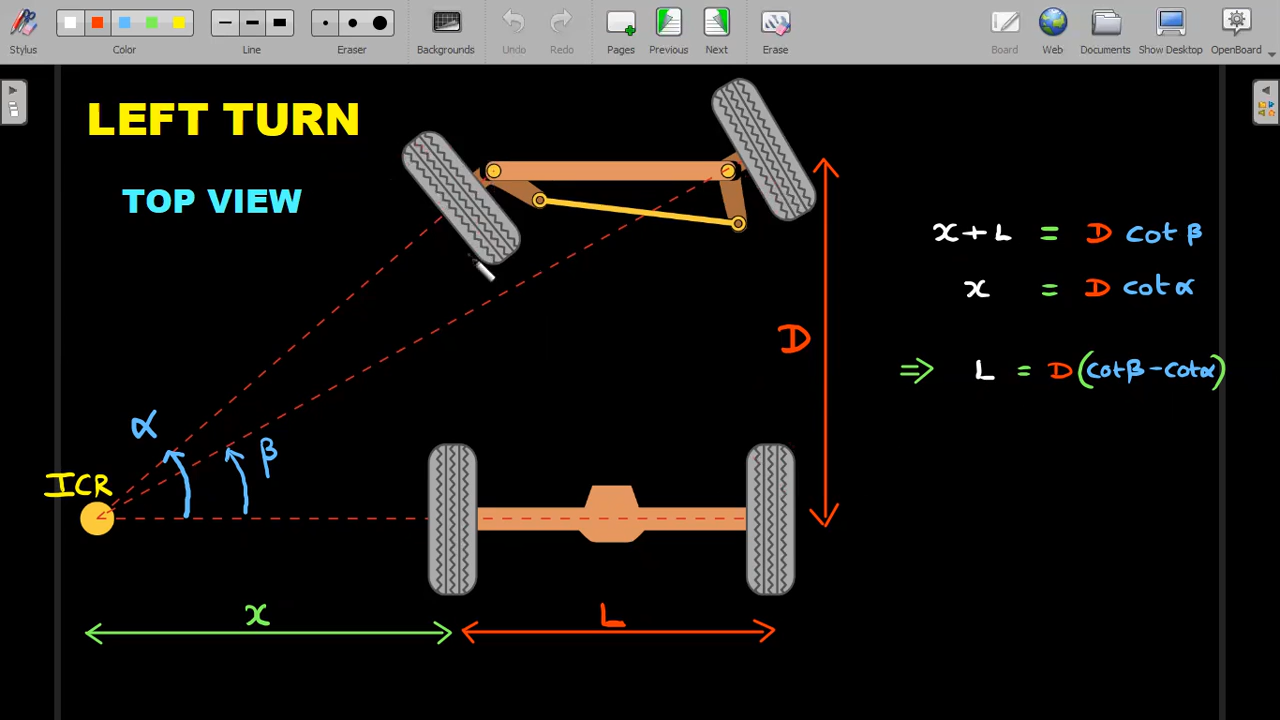 Stylus
Color
Line
Eraser
Backgrounds
Undo
Redo
Pages
Previous
Next
Erase
Board
Web
Documents
Show Desktop
OpenBoard
LEFT TURN
TOP VIEW
x+L = D cot β
x = D cot α
D
⇒ L = D(cotβ-cotα)
α
β
ICR
x
L